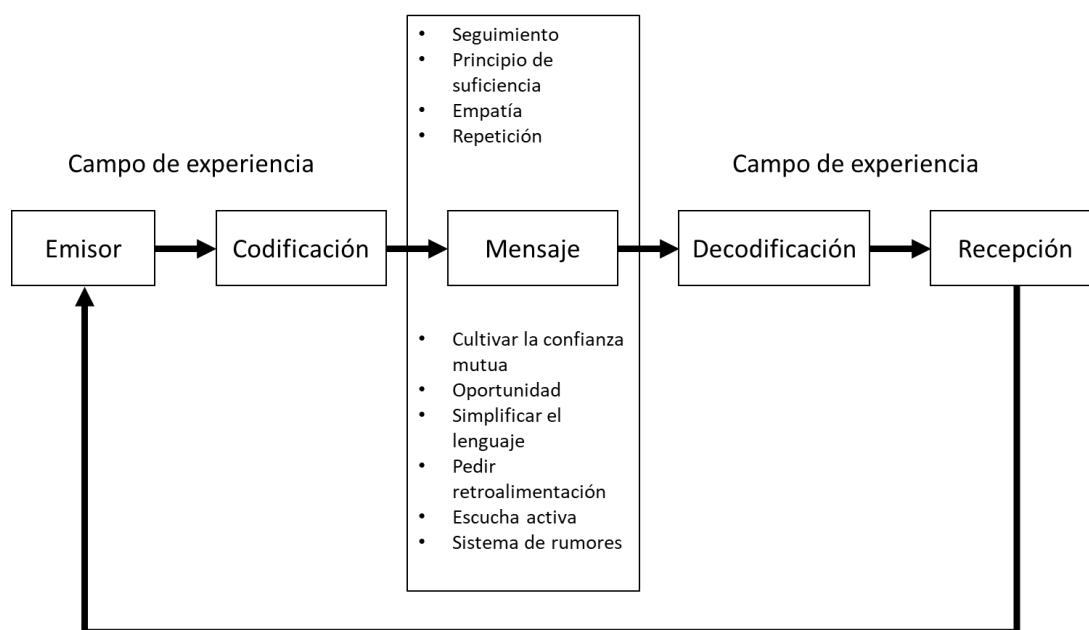 • Seguimiento
• Principio de
suficiencia
• Empatía
• Repetición
Campo de experiencia
Campo de experiencia
Emisor
Codificación
Mensaje
Decodificación
Recepción
• Cultivar la confianza
mutua
• Oportunidad
• Simplificar el
lenguaje
• Pedir
retroalimentación
• Escucha activa
• Sistema de rumores